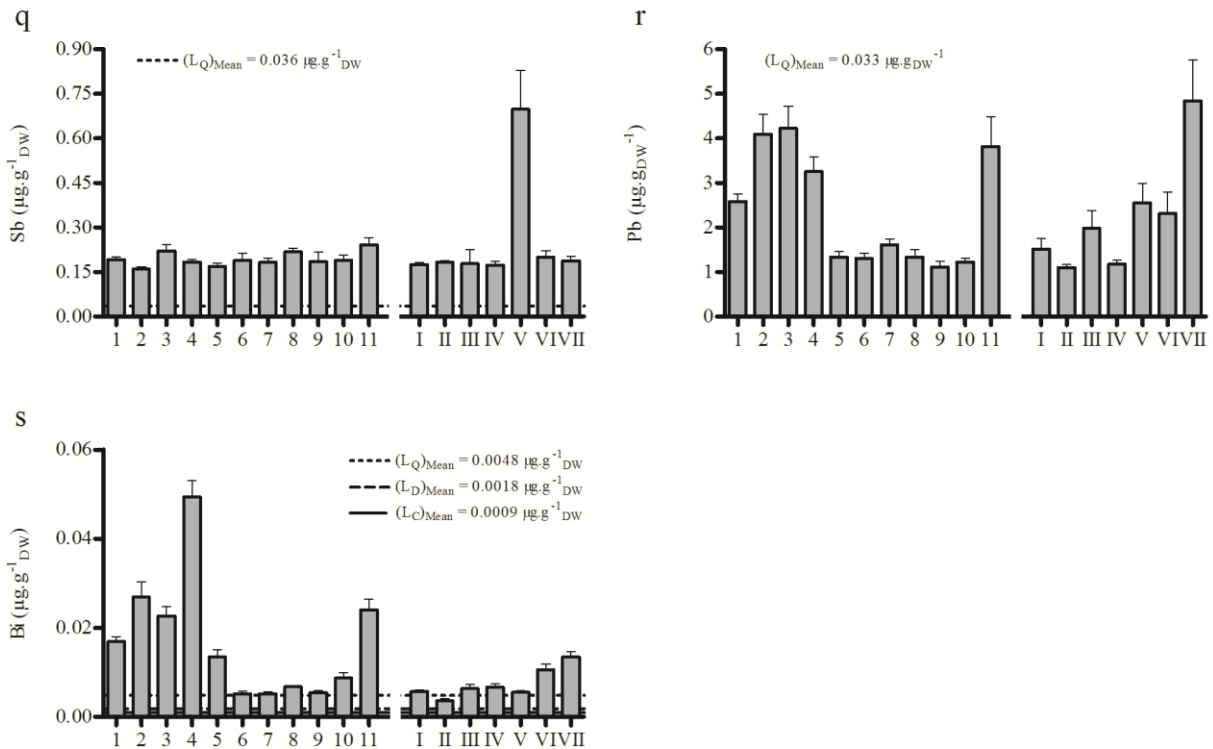 q
Sb (µg.g⁻¹DW)
0.90
0.75
0.60
0.45
0.30
0.15
0.00
(LQ)Mean = 0.036 µg.g⁻¹DW
1 2 3 4 5 6 7 8 9 10 11 I II III IV V VI VII
r
Pb (µg.gDW⁻¹)
6
5
4
3
2
1
0
(LQ)Mean = 0.033 µg.gDW⁻¹
1 2 3 4 5 6 7 8 9 10 11 I II III IV V VI VII
s
Bi (µg.g⁻¹DW)
0.06
0.04
0.02
0.00
(LQ)Mean = 0.0048 µg.g⁻¹DW
(LD)Mean = 0.0018 µg.g⁻¹DW
(LC)Mean = 0.0009 µg.g⁻¹DW
1 2 3 4 5 6 7 8 9 10 11 I II III IV V VI VII